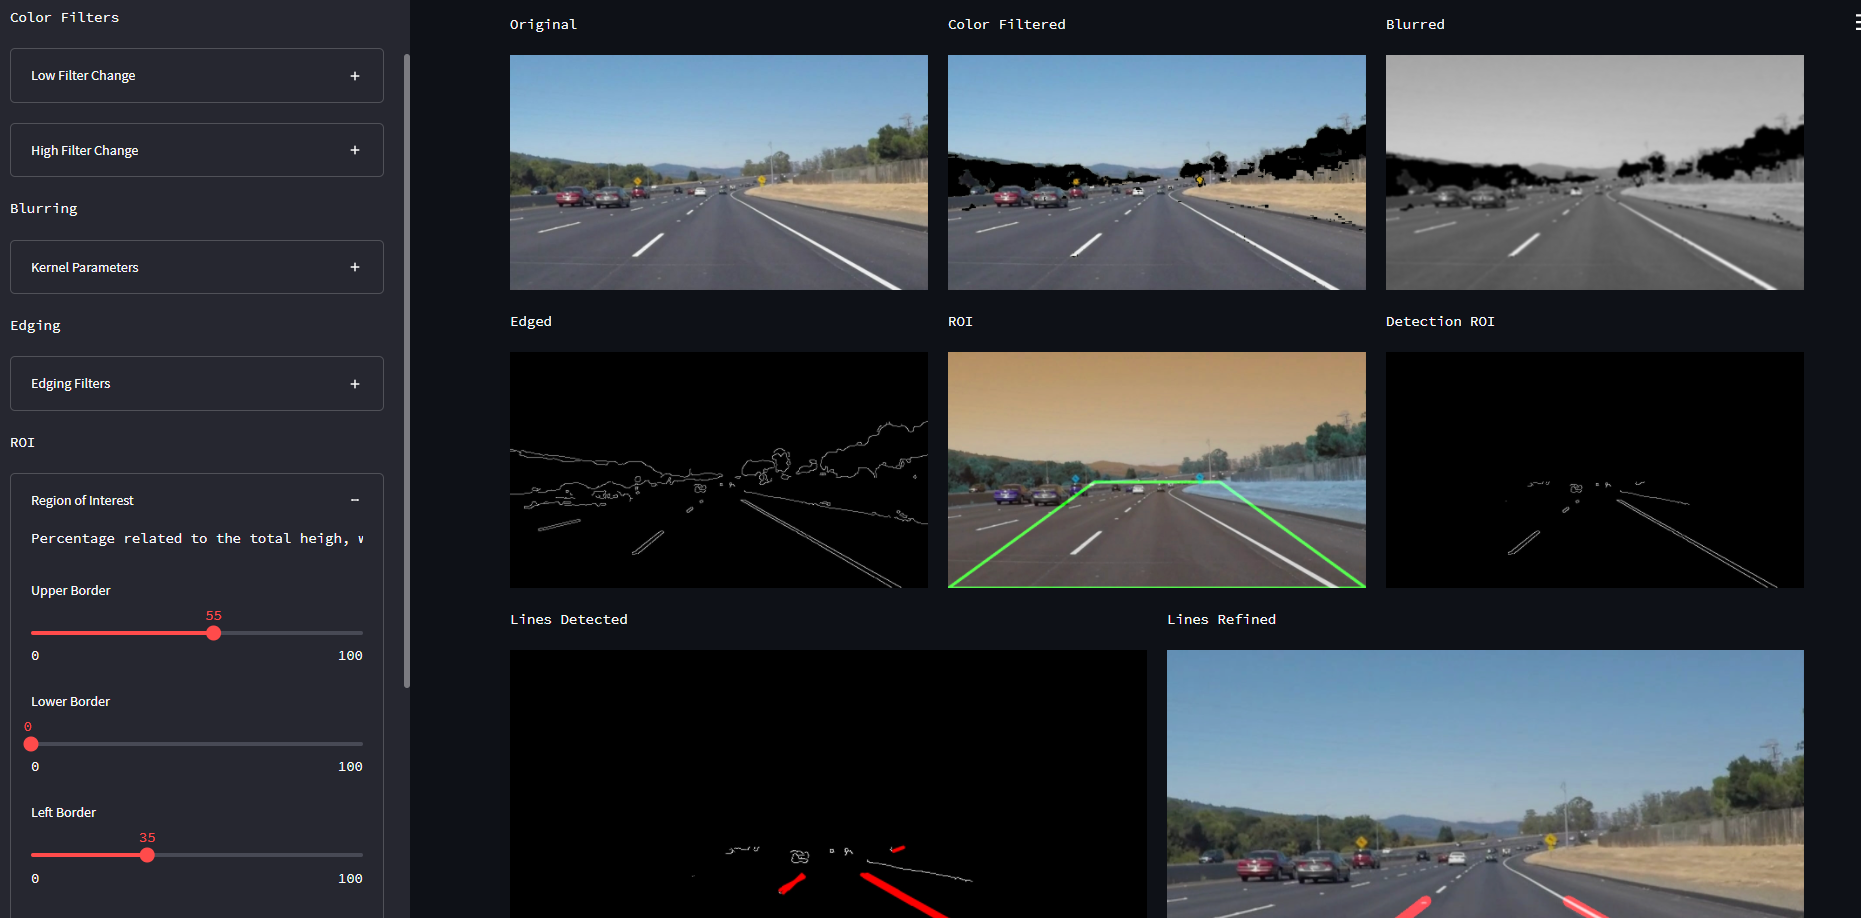 Color Filters
Low Filter Change
High Filter Change
Blurring
Kernel Parameters
Edging
Edging Filters
ROI
Region of Interest
Percentage related to the total heigh, w
Upper Border
55
0 100
Lower Border
0
0 100
Left Border
35
0 100
Original Color Filtered Blurred
Edged ROI Detection ROI
Lines Detected Lines Refined